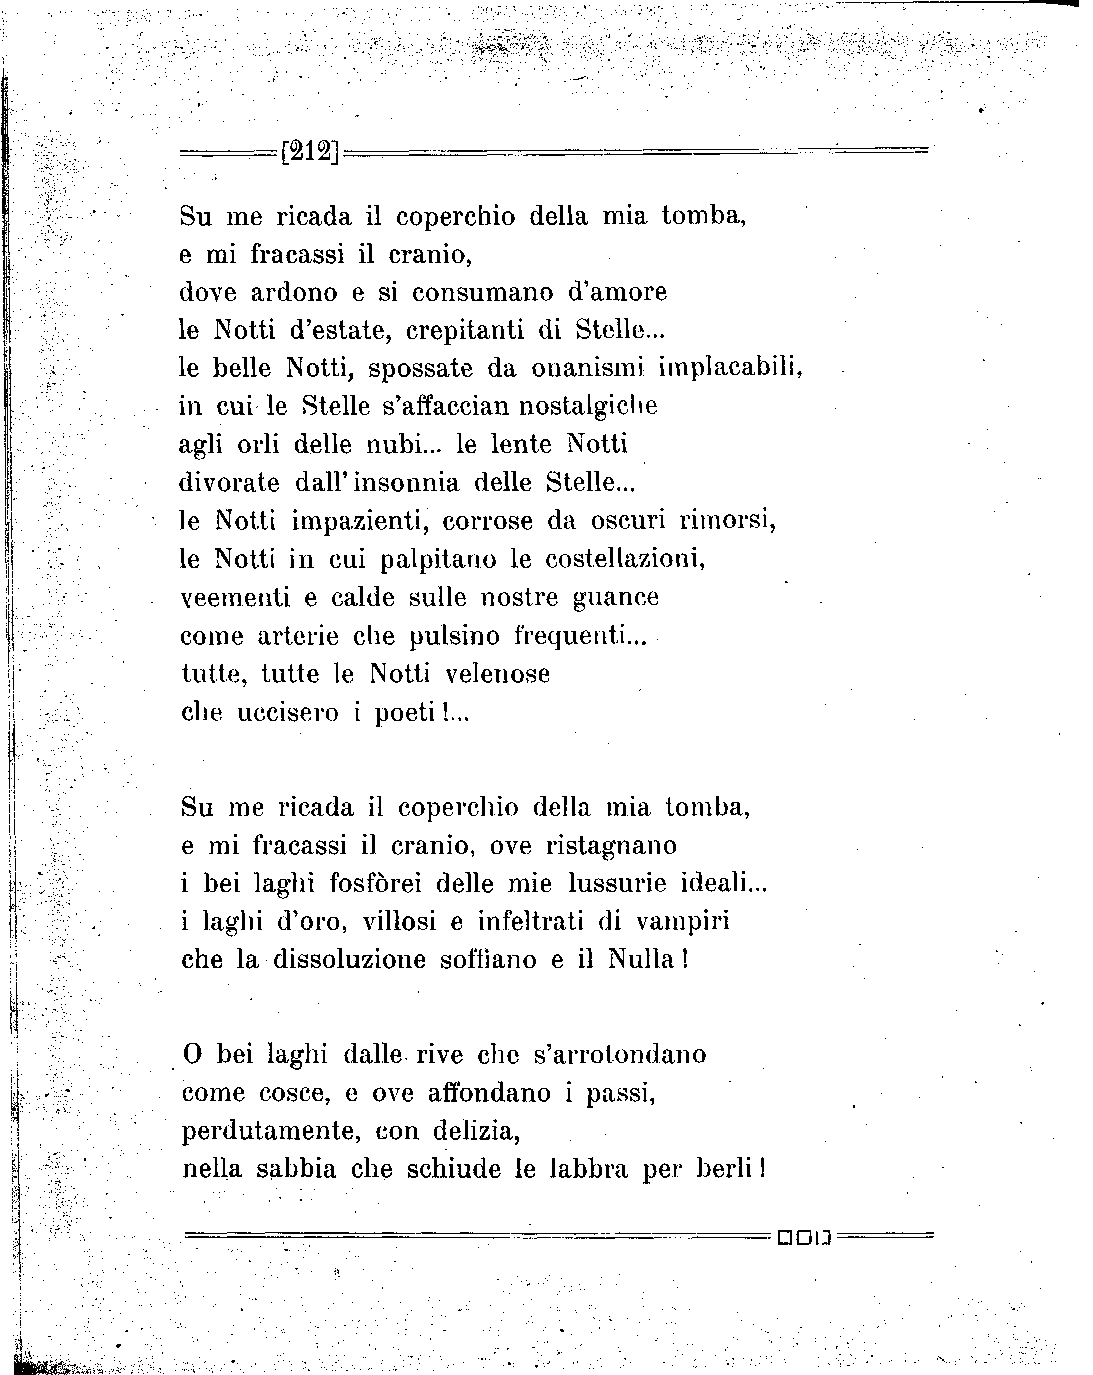 [212]
Su me ricada il coperchio della mia tomba,
e mi fracassi il cranio,
dove ardono e si consumano d'amore
le Notti d'estate, crepitanti di Stelle...
le belle Notti, spossate da onanismi implacabili,
in cui le Stelle s'affaccian nostalgiche
agli orli delle nubi... le lente Notti
divorate dall'insonnia delle Stelle...
le Notti impazienti, corrose da oscuri rimorsi,
le Notti in cui palpitano le costellazioni,
veementi e calde sulle nostre guance
come arterie che pulsino frequenti...
tutte, tutte le Notti velenose
che uccisero i poeti!...
Su me ricada il coperchio della mia tomba,
e mi fracassi il cranio, ove ristagnano
i bei laghi fosfòrei delle mie lussurie ideali...
i laghi d'oro, villosi e infeltrati di vampiri
che la dissoluzione soffiano e il Nulla!
O bei laghi dalle rive che s'arrotondano
come cosce, e ove affondano i passi,
perdutamente, con delizia,
nella sabbia che schiude le labbra per berli!